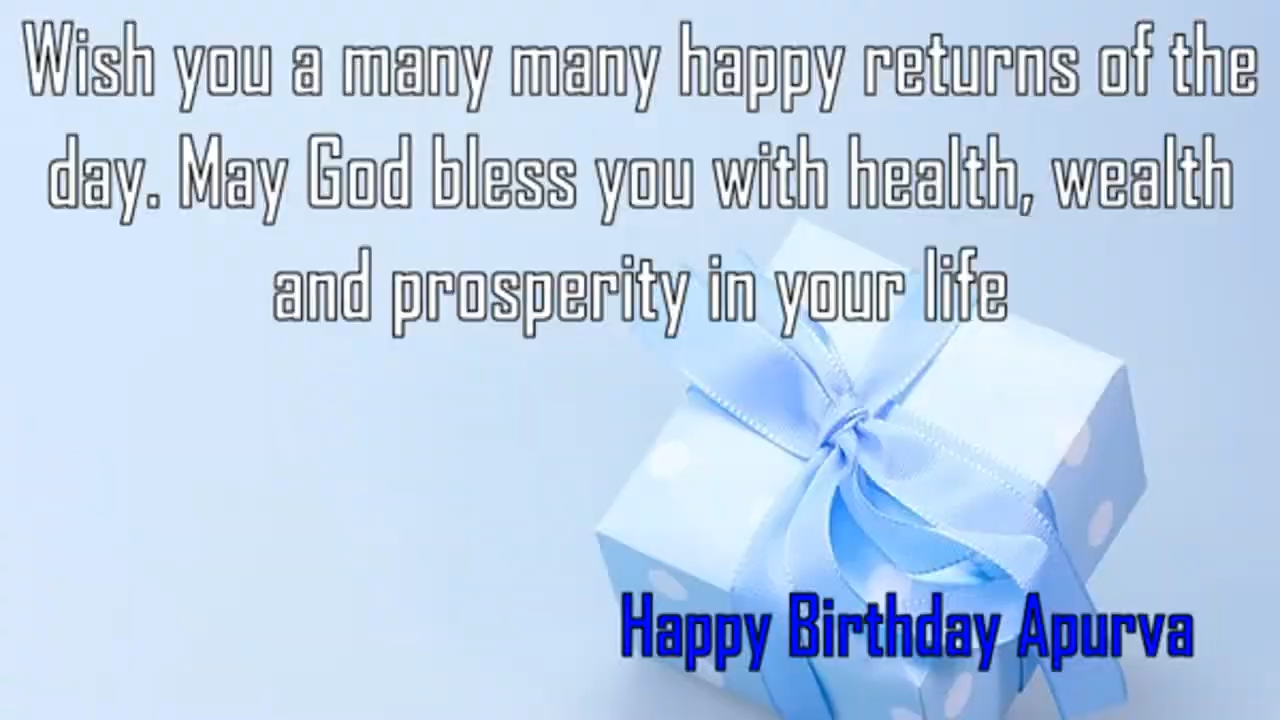 Wish you a many many happy returns of the
day. May God bless you with health, wealth
and prosperity in your life
Happy Birthday Apurva